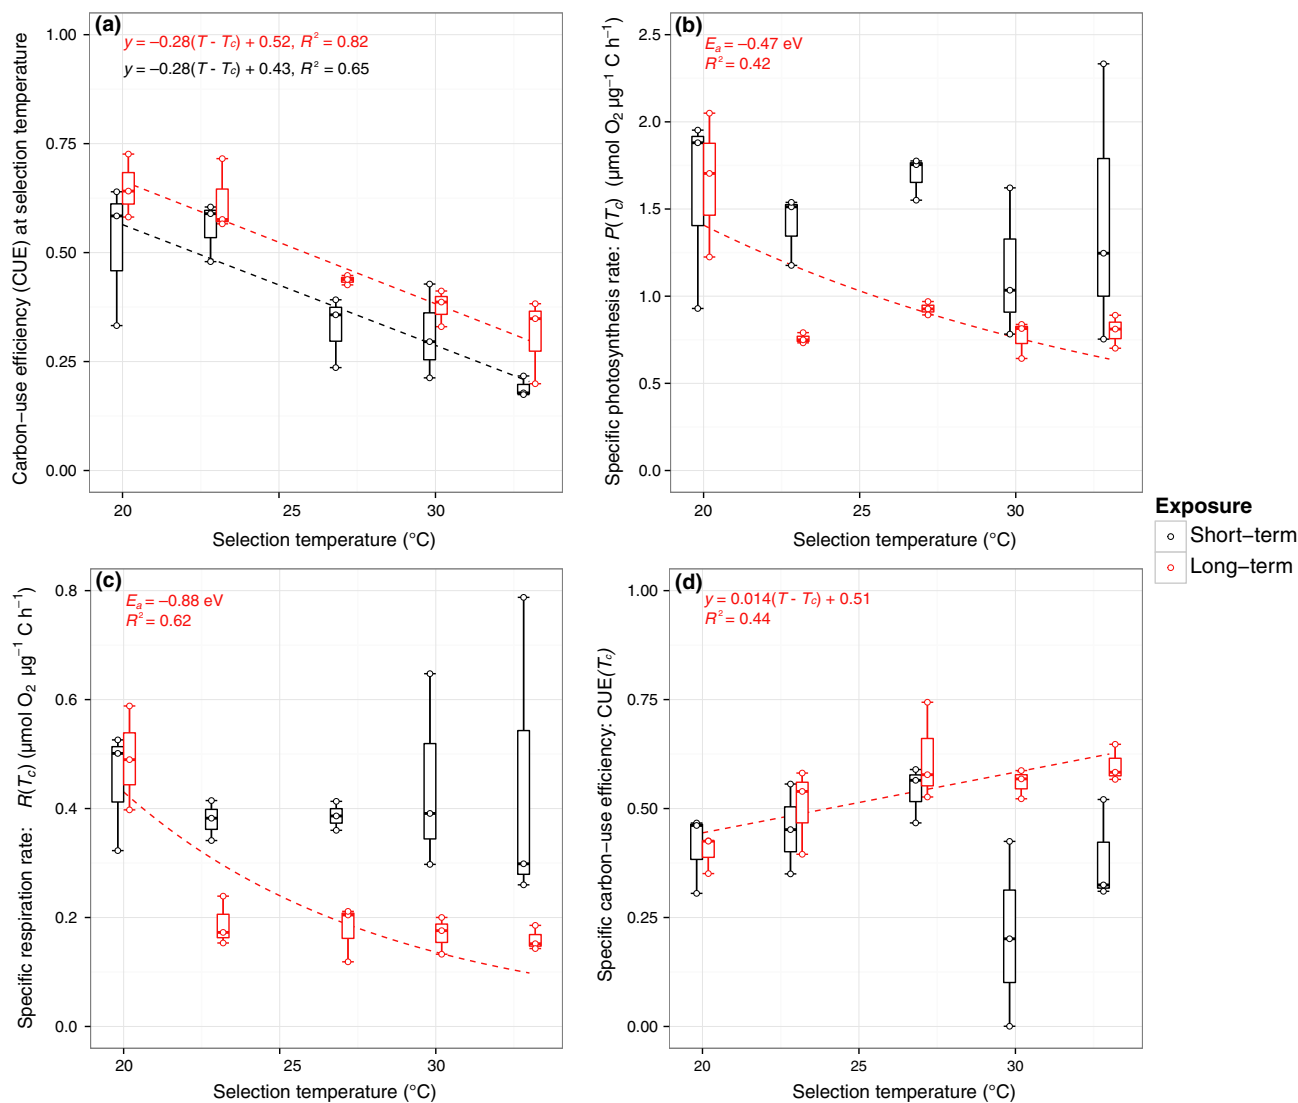 (a)
y = −0.28(T - Tc) + 0.52, R² = 0.82
y = −0.28(T - Tc) + 0.43, R² = 0.65
Carbon−use efficiency (CUE) at selection temperature
1.00
0.75
0.50
0.25
0.00
20
25
30
Selection temperature (°C)
(b)
Ea = −0.47 eV
R² = 0.42
Specific photosynthesis rate: P(Tc) (µmol O₂ µg⁻¹ C h⁻¹)
2.5
2.0
1.5
1.0
0.5
0.0
20
25
30
Selection temperature (°C)
Exposure
Short−term
Long−term
(c)
Ea = −0.88 eV
R² = 0.62
Specific respiration rate: R(Tc) (µmol O₂ µg⁻¹ C h⁻¹)
0.8
0.6
0.4
0.2
0.0
20
25
30
Selection temperature (°C)
(d)
y = 0.014(T - Tc) + 0.51
R² = 0.44
Specific carbon−use efficiency: CUE(Tc)
1.00
0.75
0.50
0.25
0.00
20
25
30
Selection temperature (°C)